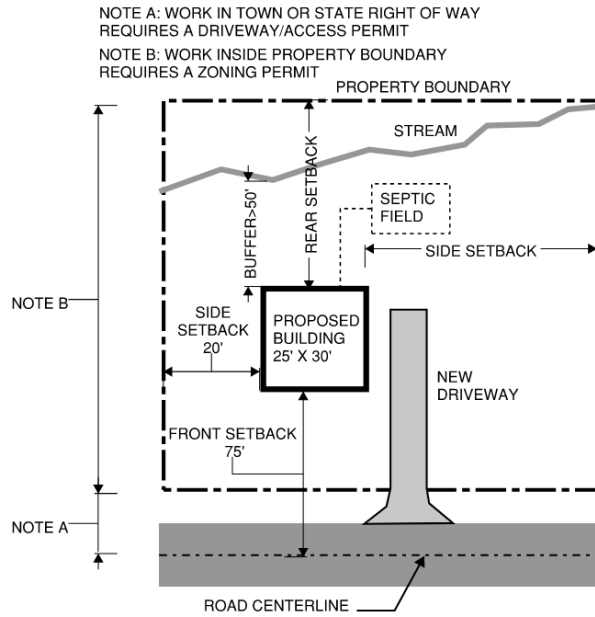 NOTE A: WORK IN TOWN OR STATE RIGHT OF WAY
REQUIRES A DRIVEWAY/ACCESS PERMIT
NOTE B: WORK INSIDE PROPERTY BOUNDARY
REQUIRES A ZONING PERMIT
PROPERTY BOUNDARY
STREAM
REAR SETBACK
BUFFER>50'
SEPTIC
FIELD
SIDE SETBACK
NOTE B
SIDE
SETBACK
20'
PROPOSED
BUILDING
25' X 30'
NEW
DRIVEWAY
FRONT SETBACK
75'
NOTE A
ROAD CENTERLINE